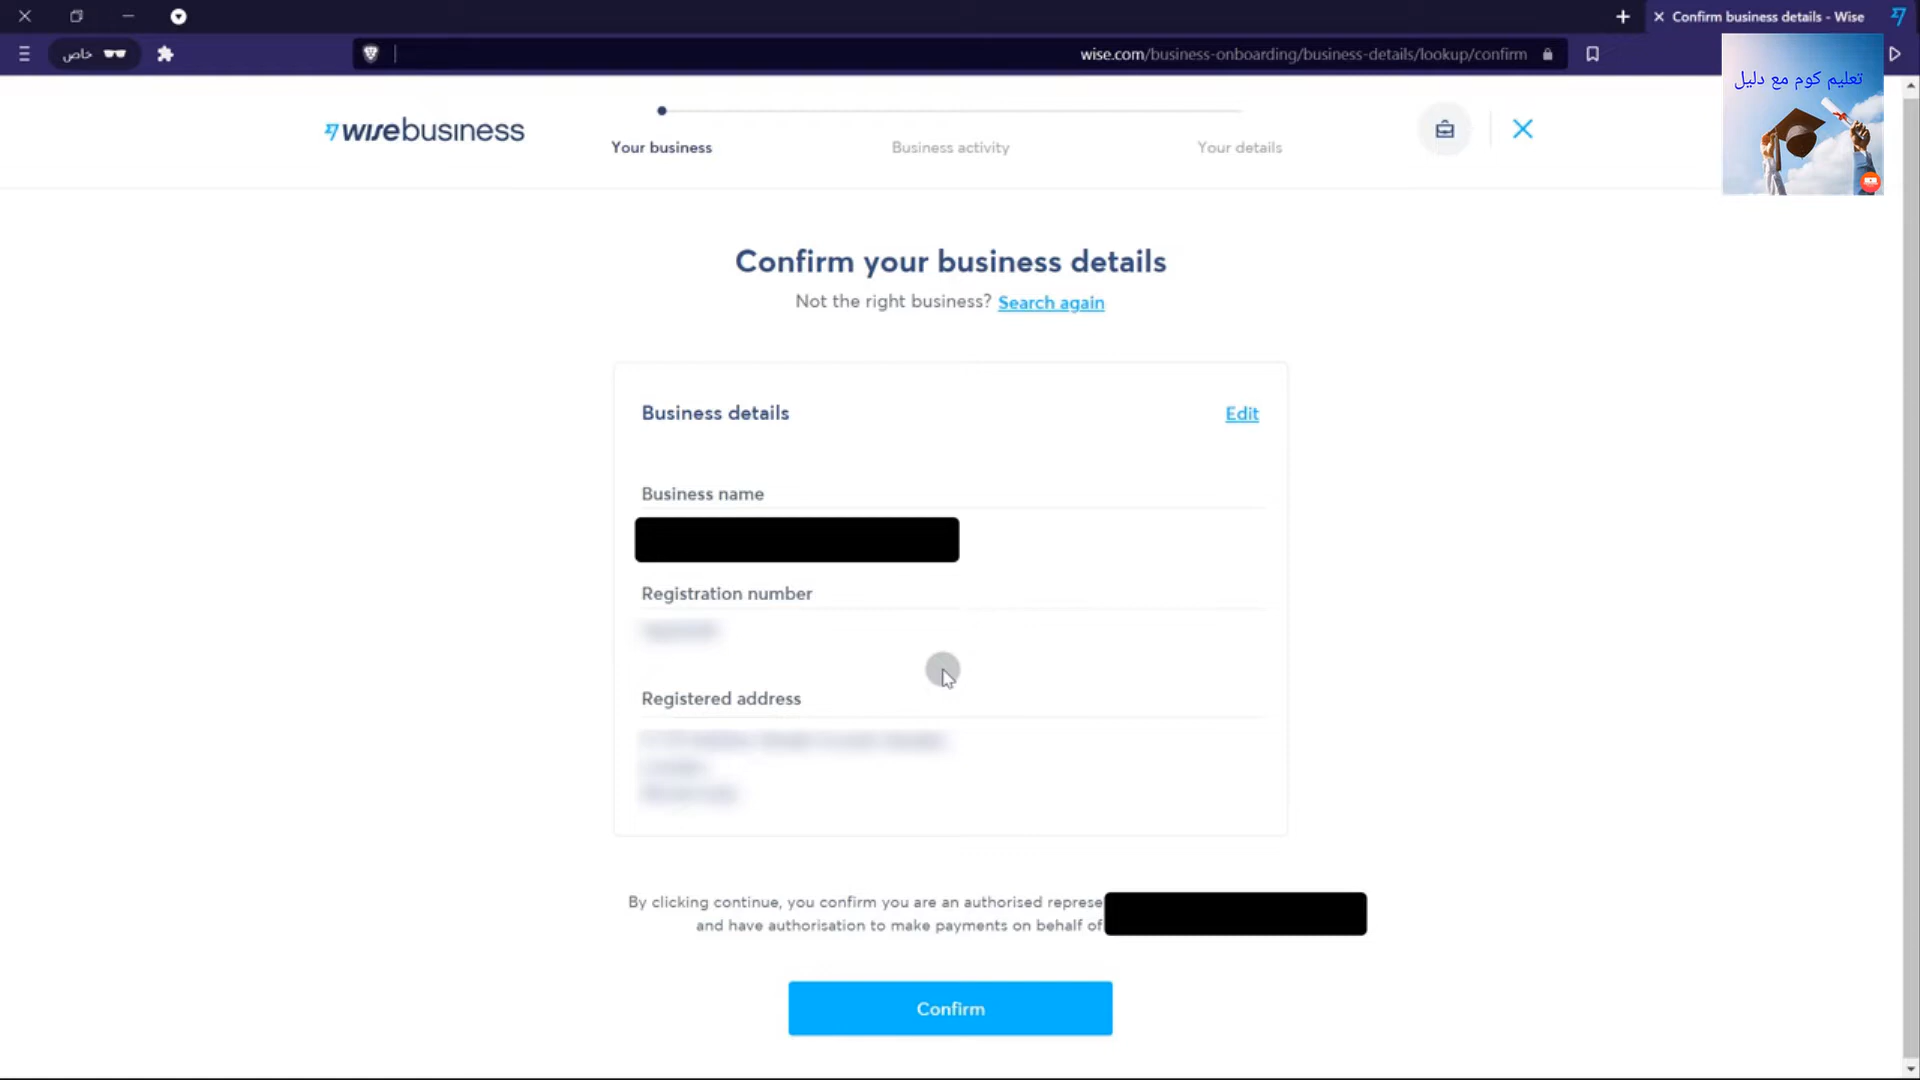 Confirm business details - Wise
خاص
wise.com/business-onboarding/business-details/lookup/confirm
تعليم كوم مع دليل
wise business
Your business
Business activity
Your details
Confirm your business details
Not the right business? Search again
Business details
Edit
Business name
Registration number
Registered address
By clicking continue, you confirm you are an authorised represe
and have authorisation to make payments on behalf of
Confirm